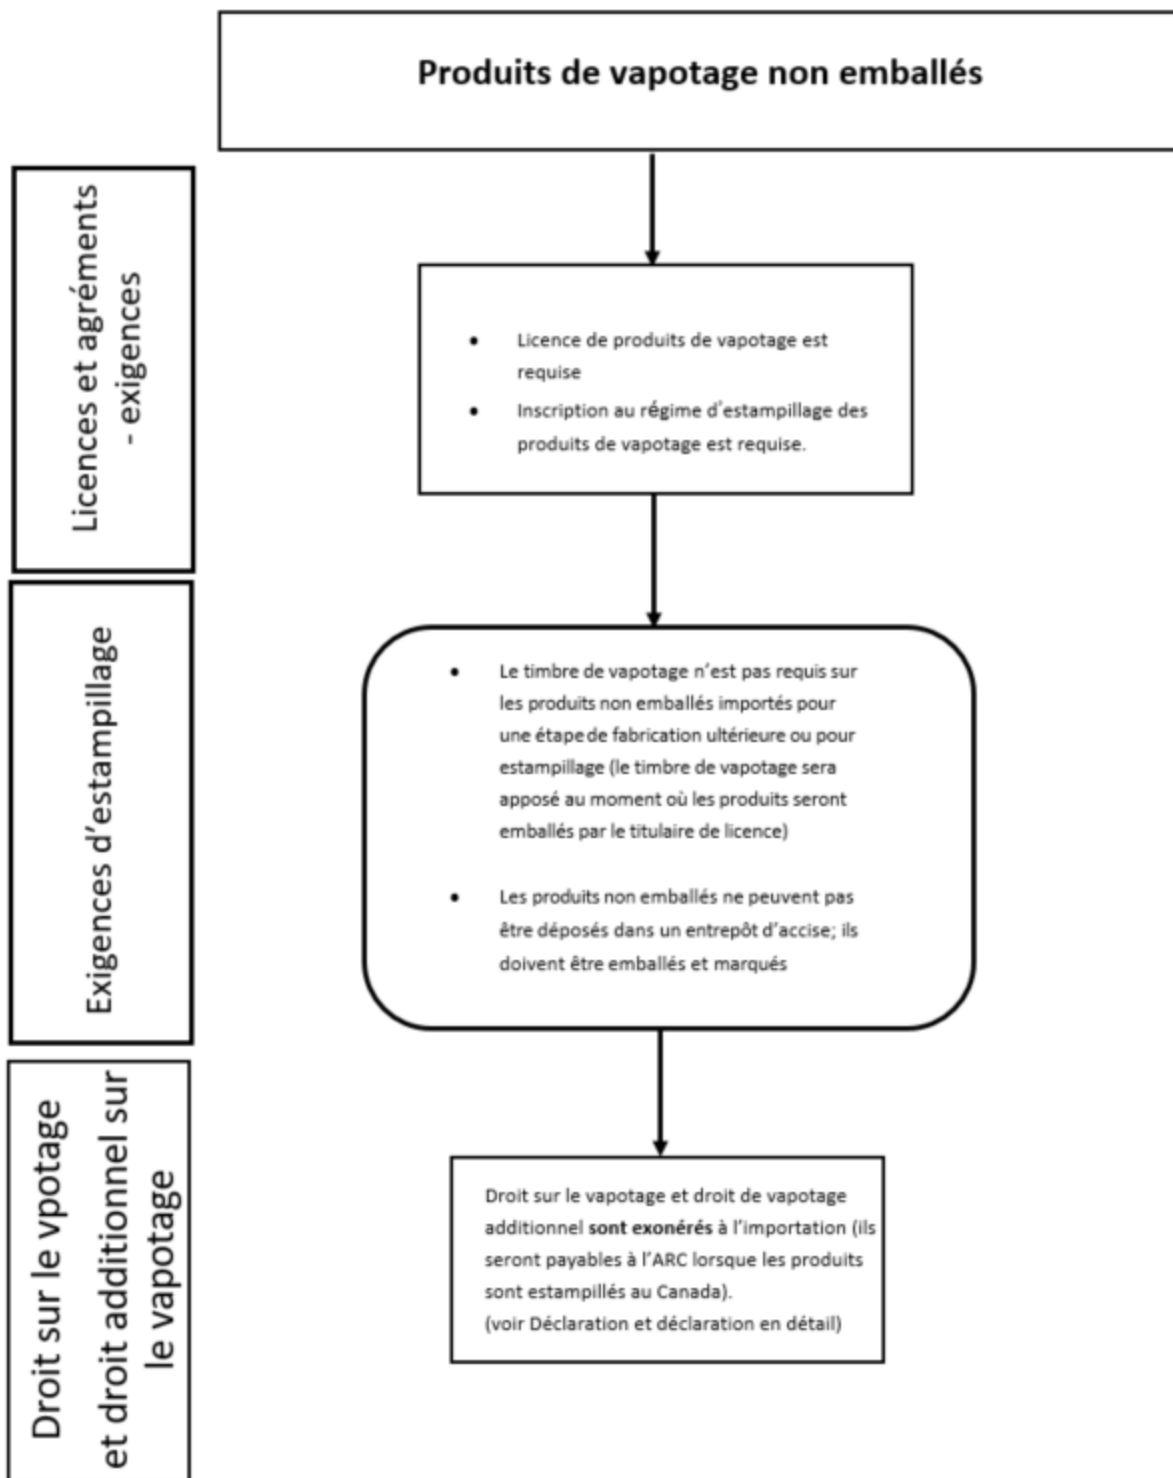 Produits de vapotage non emballés
Licences et agréments
- exigences
• Licence de produits de vapotage est
requise
• Inscription au régime d'estampillage des
produits de vapotage est requise.
Exigences d'estampillage
• Le timbre de vapotage n'est pas requis sur
les produits non emballés importés pour
une étape de fabrication ultérieure ou pour
estampillage (le timbre de vapotage sera
apposé au moment où les produits seront
emballés par le titulaire de licence)
• Les produits non emballés ne peuvent pas
être déposés dans un entrepôt d'accise; ils
doivent être emballés et marqués
Droit sur le vpotage
et droit additionnel sur
le vapotage
Droit sur le vapotage et droit de vapotage
additionnel sont exonérés à l'importation (ils
seront payables à l'ARC lorsque les produits
sont estampillés au Canada).
(voir Déclaration et déclaration en détail)